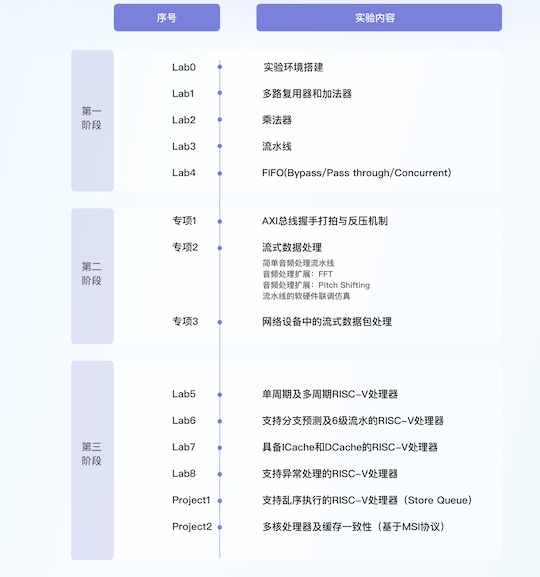 序号 实验内容
第一
阶段
Lab0 实验环境搭建
Lab1 多路复用器和加法器
Lab2 乘法器
Lab3 流水线
Lab4 FIFO(Bypass/Pass through/Concurrent)
第二
阶段
专项1 AXI总线握手打拍与反压机制
专项2 流式数据处理
简单音频处理流水线
音频处理扩展：FFT
音频处理扩展：Pitch Shifting
流水线的软硬件联调仿真
专项3 网络设备中的流式数据包处理
第三
阶段
Lab5 单周期及多周期RISC-V处理器
Lab6 支持分支预测及6级流水的RISC-V处理器
Lab7 具备ICache和DCache的RISC-V处理器
Lab8 支持异常处理的RISC-V处理器
Project1 支持乱序执行的RISC-V处理器（Store Queue）
Project2 多核处理器及缓存一致性（基于MSI协议）